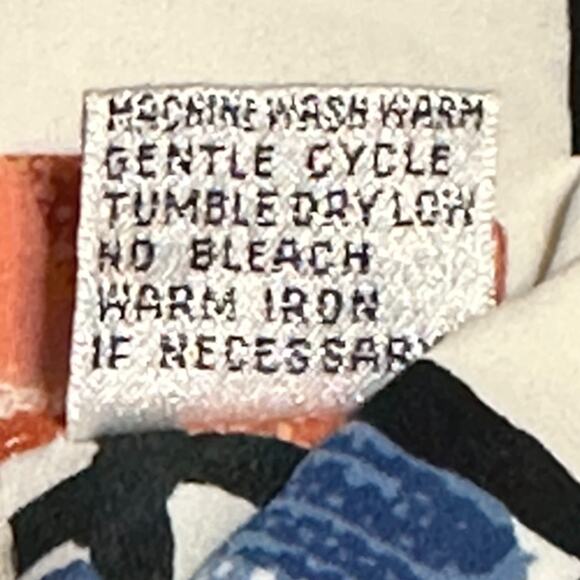 MACHINE WASH WARM
GENTLE CYCLE
TUMBLE DRY LOW
NO BLEACH
WARM IRON
IF NECESSARY